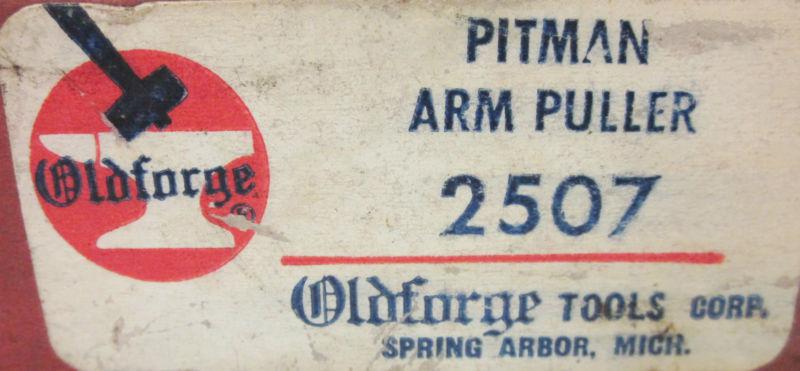 Oldforge®
PITMAN
ARM PULLER
2507
Oldforge TOOLS CORP.
SPRING ARBOR, MICH.